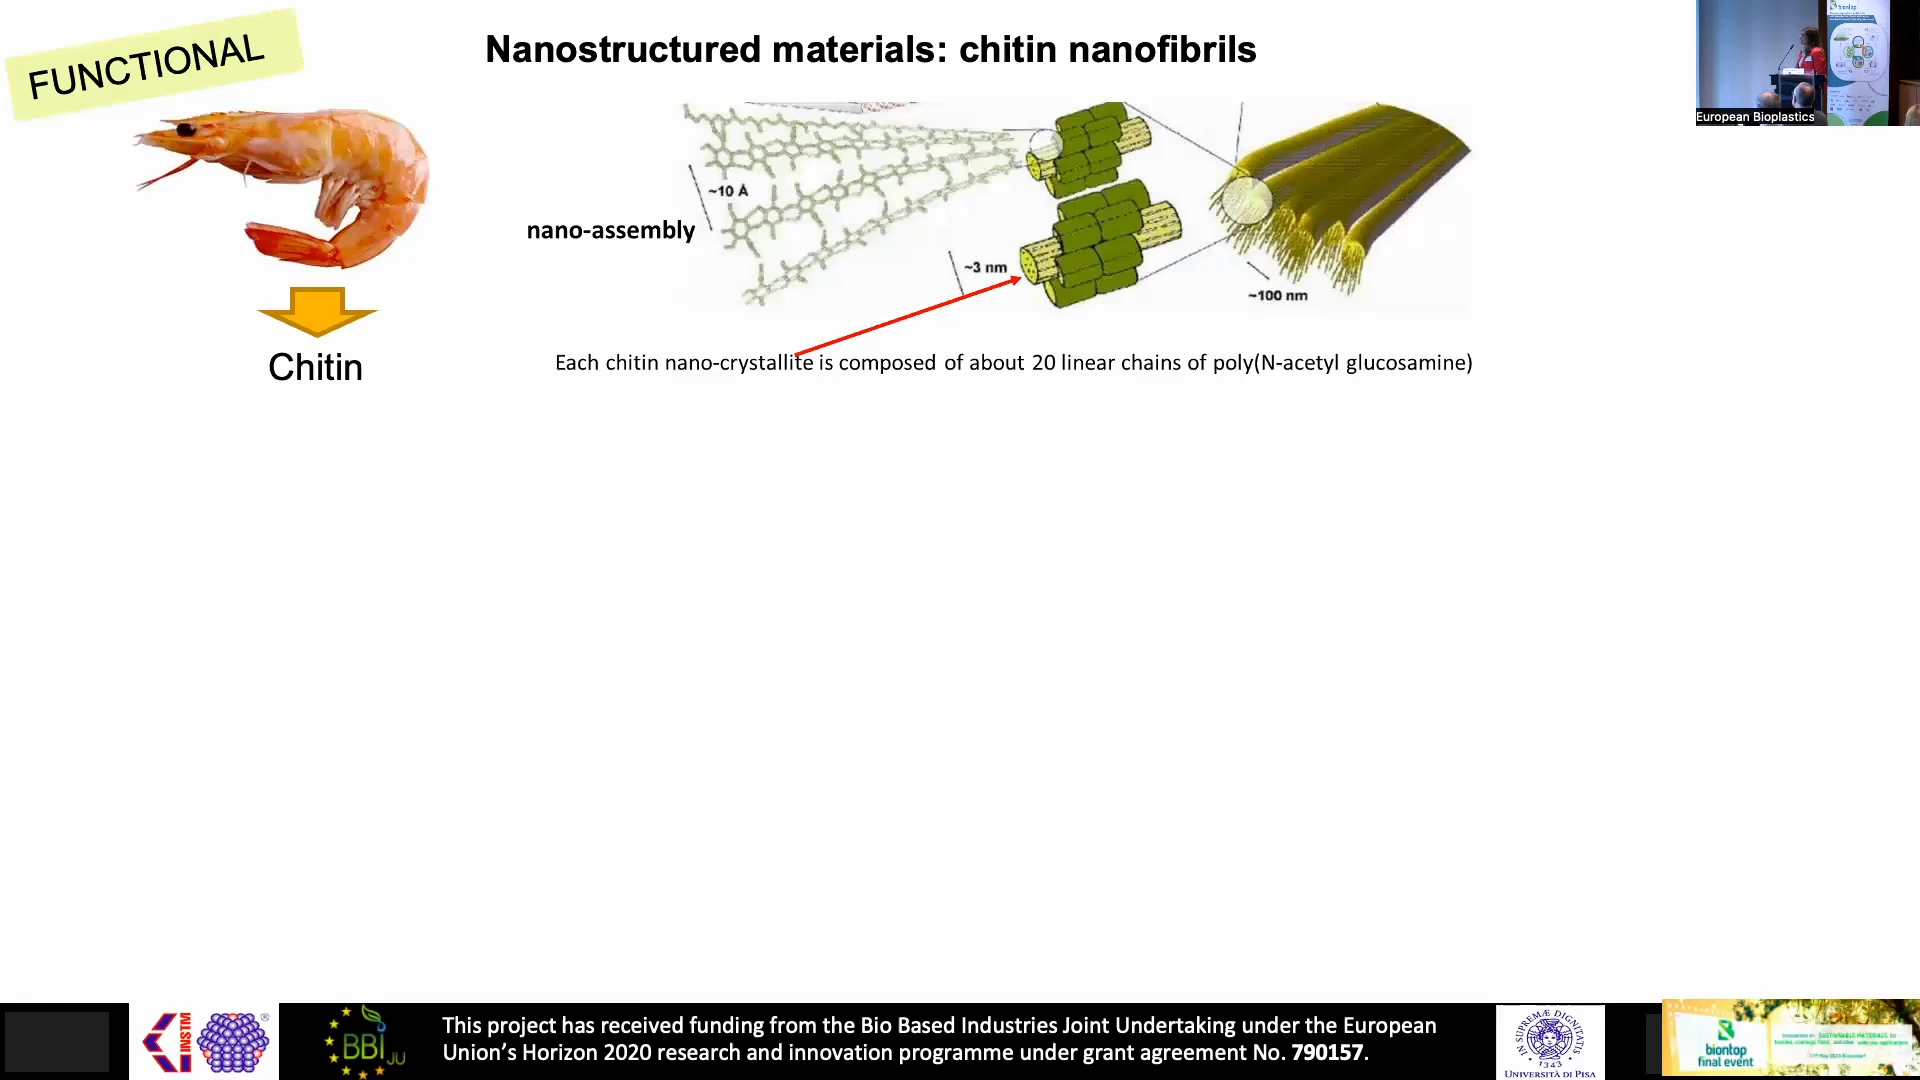 FUNCTIONAL
Nanostructured materials: chitin nanofibrils
biontop
European Bioplastics
~10 Å
nano-assembly
~3 nm
~100 nm
Chitin
Each chitin nano-crystallite is composed of about 20 linear chains of poly(N-acetyl glucosamine)
INSTM
®
BBI JU
This project has received funding from the Bio Based Industries Joint Undertaking under the European
Union's Horizon 2020 research and innovation programme under grant agreement No. 790157.
IN SUPREMÆ DIGNITATIS
1343
UNIVERSITÀ DI PISA
biontop
final event